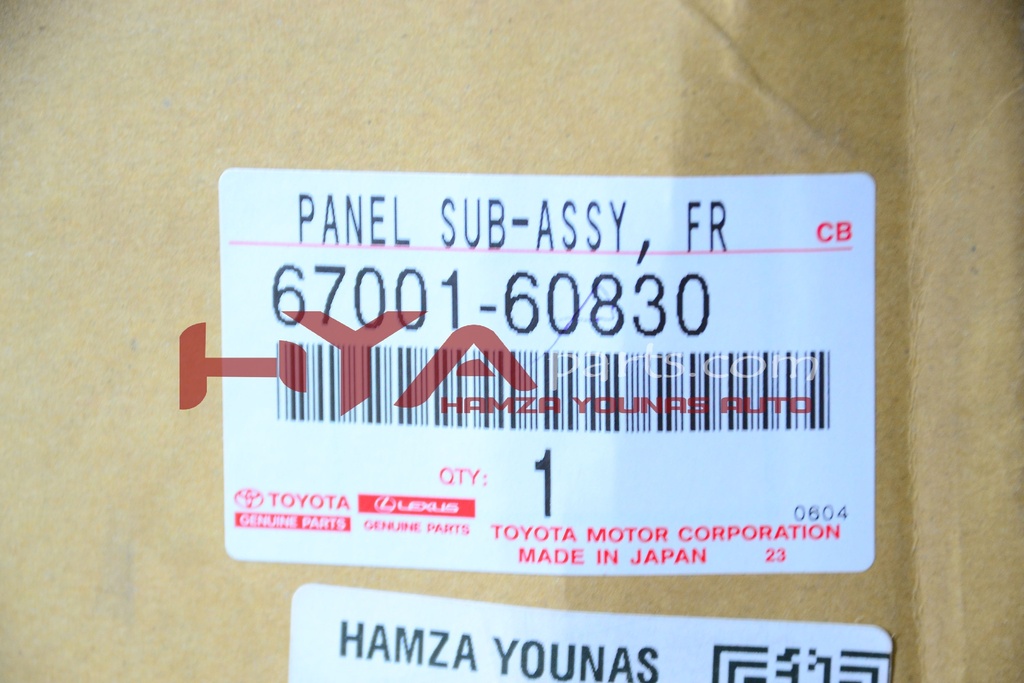 PANEL SUB-ASSY, FR
CB
67001-60830
HYA parts.com
HAMZA YOUNAS AUTO
QTY: 1
TOYOTA
GENUINE PARTS
LEXUS
GENUINE PARTS
0604
TOYOTA MOTOR CORPORATION
MADE IN JAPAN 23
HAMZA YOUNAS